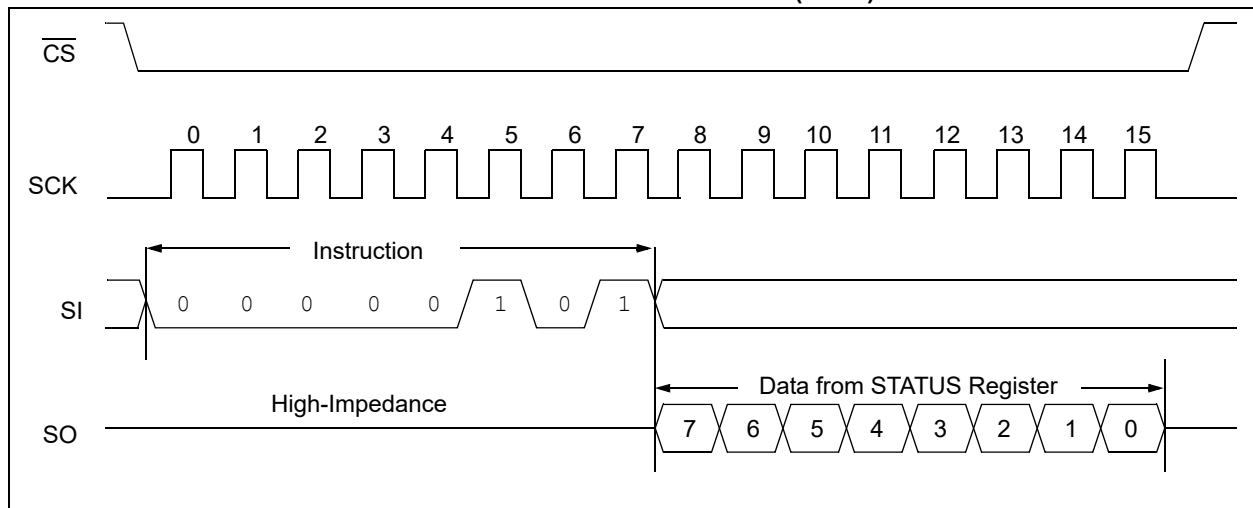 CS
0 1 2 3 4 5 6 7 8 9 10 11 12 13 14 15
SCK
Instruction
SI 0 0 0 0 0 1 0 1
Data from STATUS Register
High-Impedance
SO 7 6 5 4 3 2 1 0